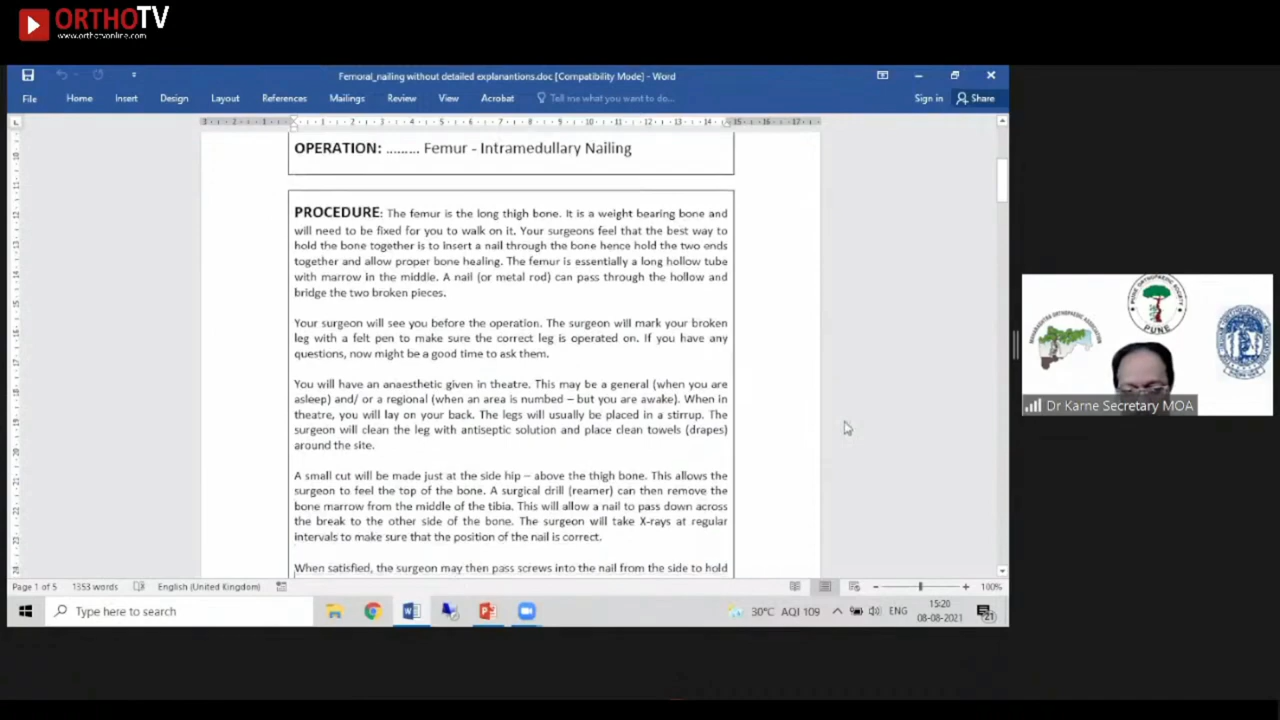 ORTHOTV
www.orthotvonline.com
Femoral_nailing without detailed explanantions.doc [Compatibility Mode] - Word
File Home Insert Design Layout References Mailings Review View Acrobat Tell me what you want to do... Sign in Share
OPERATION: ......... Femur - Intramedullary Nailing
PROCEDURE: The femur is the long thigh bone. It is a weight bearing bone and
will need to be fixed for you to walk on it. Your surgeons feel that the best way to
hold the bone together is to insert a nail through the bone hence hold the two ends
together and allow proper bone healing. The femur is essentially a long hollow tube
with marrow in the middle. A nail (or metal rod) can pass through the hollow and
bridge the two broken pieces.
Your surgeon will see you before the operation. The surgeon will mark your broken
leg with a felt pen to make sure the correct leg is operated on. If you have any
questions, now might be a good time to ask them.
You will have an anaesthetic given in theatre. This may be a general (when you are
asleep) and/ or a regional (when an area is numbed – but you are awake). When in
theatre, you will lay on your back. The legs will usually be placed in a stirrup. The
surgeon will clean the leg with antiseptic solution and place clean towels (drapes)
around the site.
A small cut will be made just at the side hip – above the thigh bone. This allows the
surgeon to feel the top of the bone. A surgical drill (reamer) can then remove the
bone marrow from the middle of the tibia. This will allow a nail to pass down across
the break to the other side of the bone. The surgeon will take X-rays at regular
intervals to make sure that the position of the nail is correct.
When satisfied, the surgeon may then pass screws into the nail from the side to hold
PUNE
Dr Karne Secretary MOA
Page 1 of 5 1353 words English (United Kingdom) 100%
Type here to search 30°C AQI 109 ENG 15:20
08-08-2021